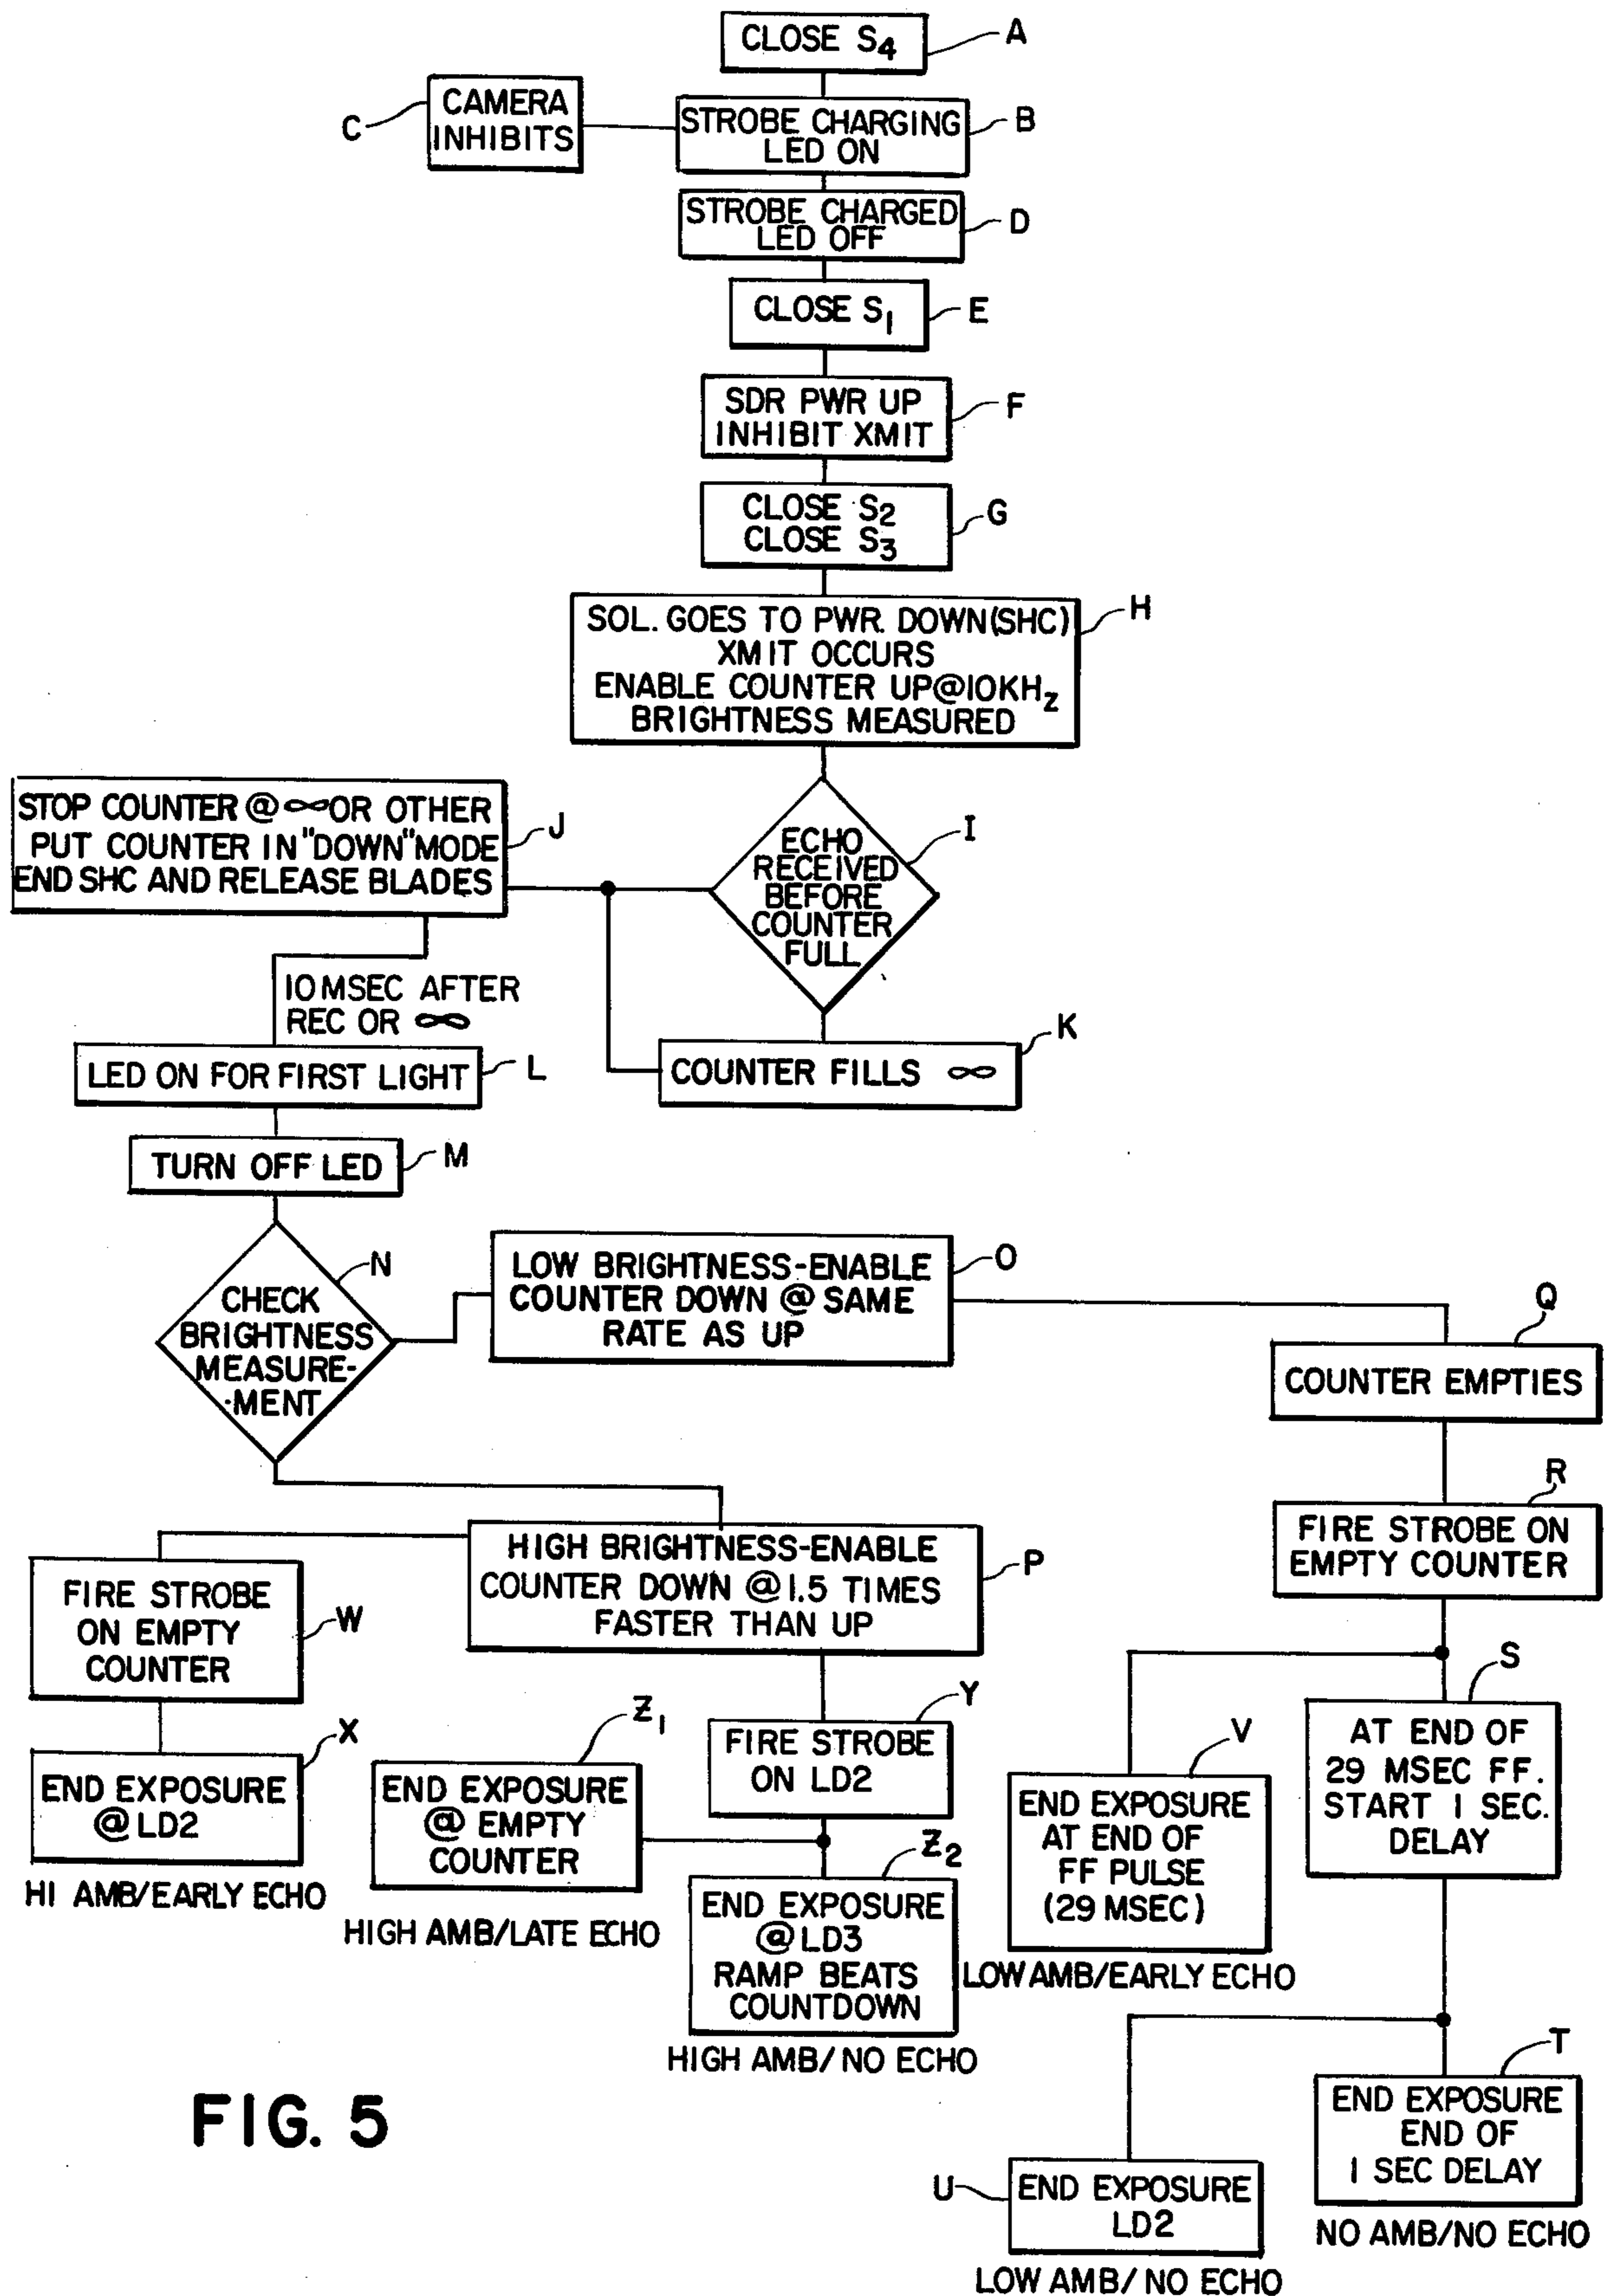 CLOSE S4
A
CAMERA
INHIBITS
C
STROBE CHARGING
LED ON
B
STROBE CHARGED
LED OFF
D
CLOSE S1
E
SDR PWR UP
INHIBIT XMIT
F
CLOSE S2
CLOSE S3
G
SOL. GOES TO PWR. DOWN(SHC)
XMIT OCCURS
ENABLE COUNTER UP@10KHz
BRIGHTNESS MEASURED
H
STOP COUNTER @ ∞ OR OTHER
PUT COUNTER IN "DOWN" MODE
END SHC AND RELEASE BLADES
J
ECHO
RECEIVED
BEFORE
COUNTER
FULL
I
10 MSEC AFTER
REC OR ∞
COUNTER FILLS ∞
K
LED ON FOR FIRST LIGHT
L
TURN OFF LED
M
CHECK
BRIGHTNESS
MEASURE-
-MENT
N
LOW BRIGHTNESS-ENABLE
COUNTER DOWN @ SAME
RATE AS UP
O
COUNTER EMPTIES
Q
FIRE STROBE ON
EMPTY COUNTER
R
HIGH BRIGHTNESS-ENABLE
COUNTER DOWN @ 1.5 TIMES
FASTER THAN UP
P
FIRE STROBE
ON EMPTY
COUNTER
W
END EXPOSURE
@ LD2
X
HI AMB/EARLY ECHO
FIRE STROBE
ON LD2
Y
END EXPOSURE
@ EMPTY
COUNTER
Z1
HIGH AMB/LATE ECHO
END EXPOSURE
@ LD3
RAMP BEATS
COUNTDOWN
Z2
HIGH AMB/NO ECHO
END EXPOSURE
AT END OF
FF PULSE
(29 MSEC)
V
LOW AMB/EARLY ECHO
AT END OF
29 MSEC FF.
START 1 SEC.
DELAY
S
END EXPOSURE
END OF
1 SEC DELAY
T
NO AMB/NO ECHO
END EXPOSURE
LD2
U
LOW AMB/NO ECHO
FIG. 5